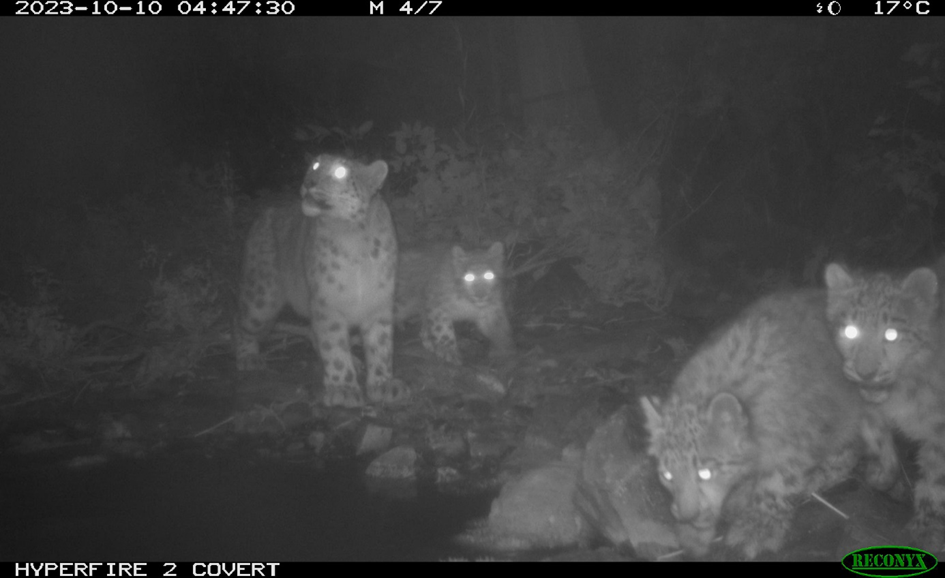 2023-10-10 04:47:30 M 4/7 17°C
HYPERFIRE 2 COVERT
RECONYX